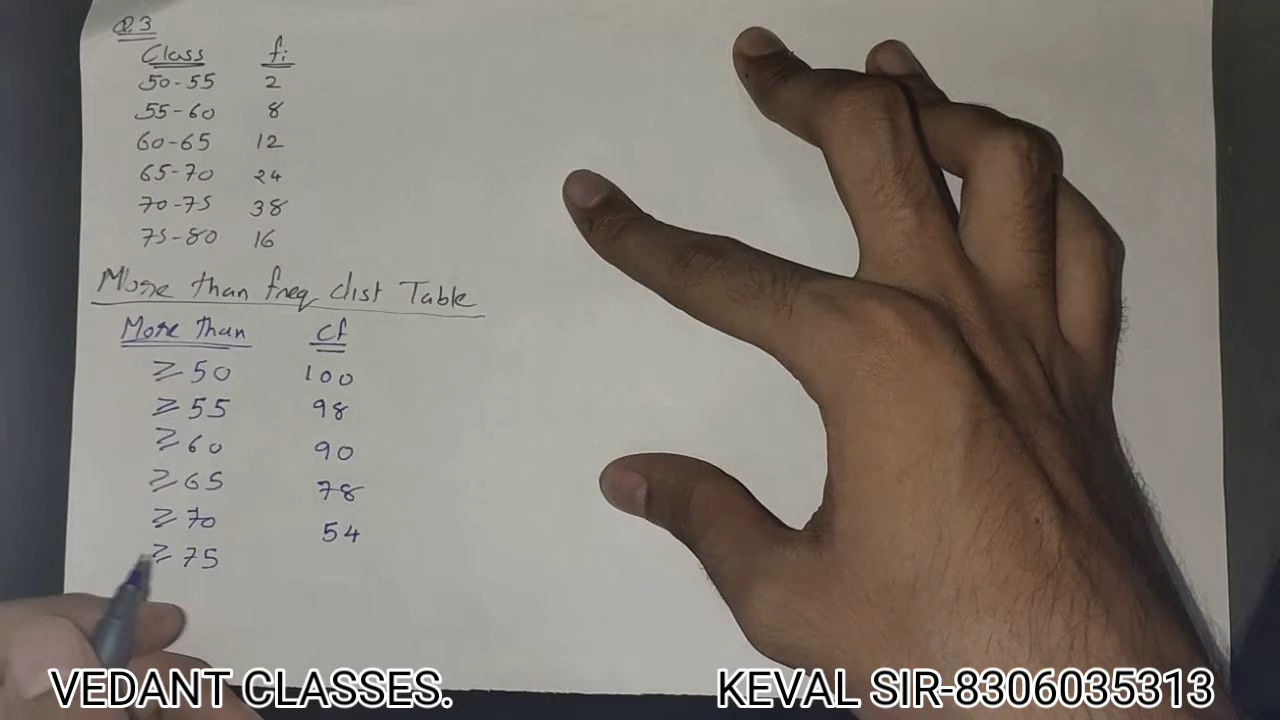 Q.3
Class fi
50-55 2
55-60 8
60-65 12
65-70 24
70-75 38
75-80 16
More than freq dist Table
More than cf
≥ 50 100
≥ 55 98
≥ 60 90
≥ 65 78
≥ 70 54
≥ 75
VEDANT CLASSES. KEVAL SIR-8306035313